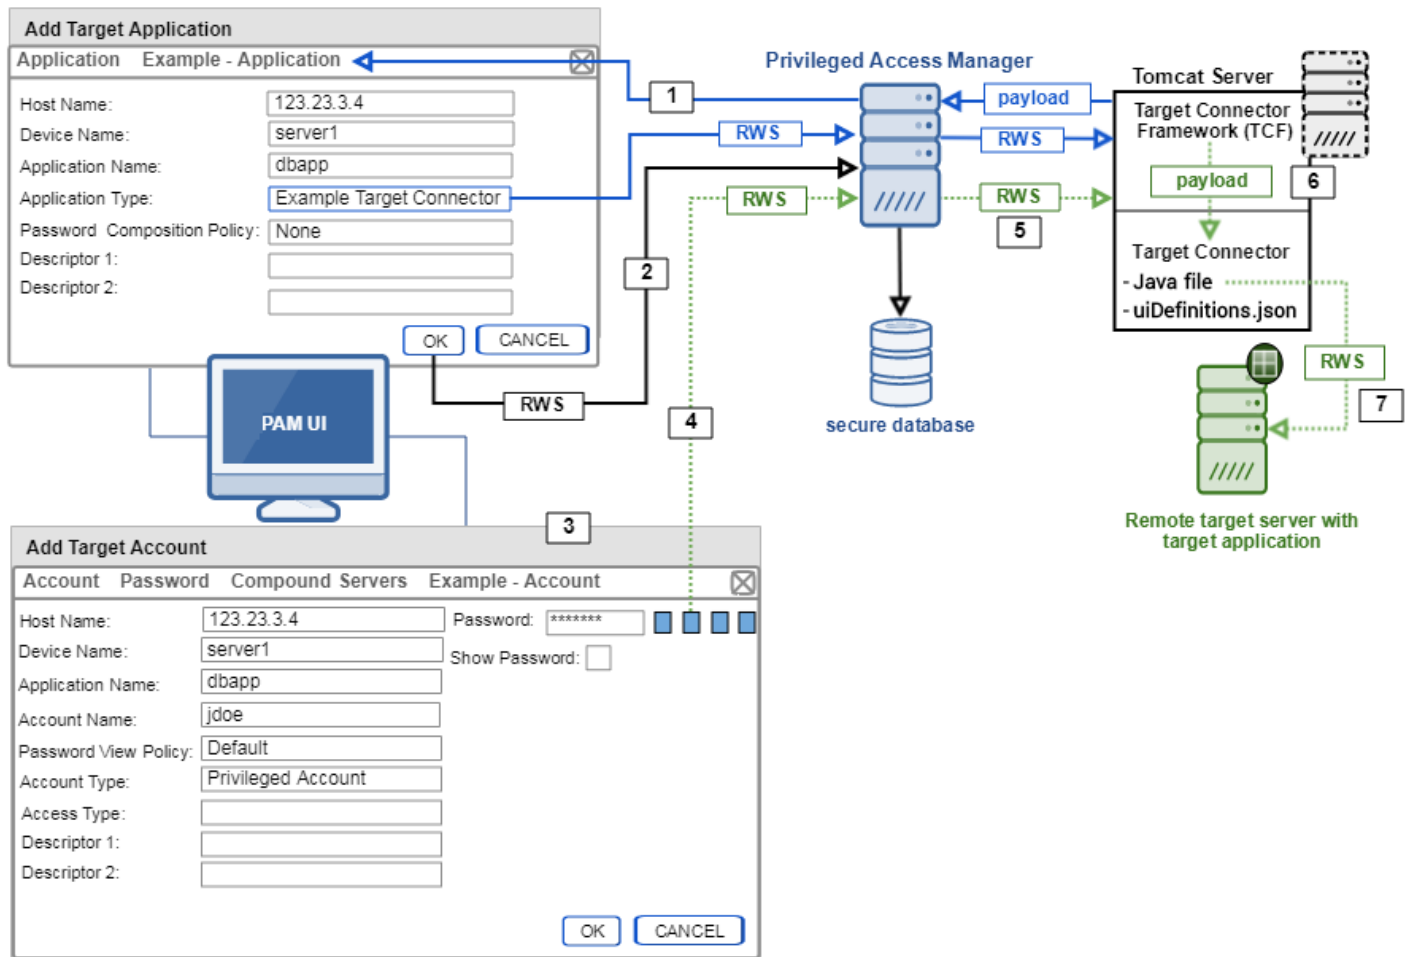 Add Target Application
Application Example - Application
Host Name: 123.23.3.4
Device Name: server1
Application Name: dbapp
Application Type: Example Target Connector
Password Composition Policy: None
Descriptor 1:
Descriptor 2:
OK CANCEL
1
RWS
2
RWS
PAM UI
Privileged Access Manager
payload
RWS
RWS
RWS
5
4
secure database
Tomcat Server
Target Connector
Framework (TCF)
payload
6
Target Connector
- Java file
- uiDefinitions.json
RWS
7
Remote target server with
target application
3
Add Target Account
Account Password Compound Servers Example - Account
Host Name: 123.23.3.4 Password: *******
Device Name: server1 Show Password:
Application Name: dbapp
Account Name: jdoe
Password View Policy: Default
Account Type: Privileged Account
Access Type:
Descriptor 1:
Descriptor 2:
OK CANCEL